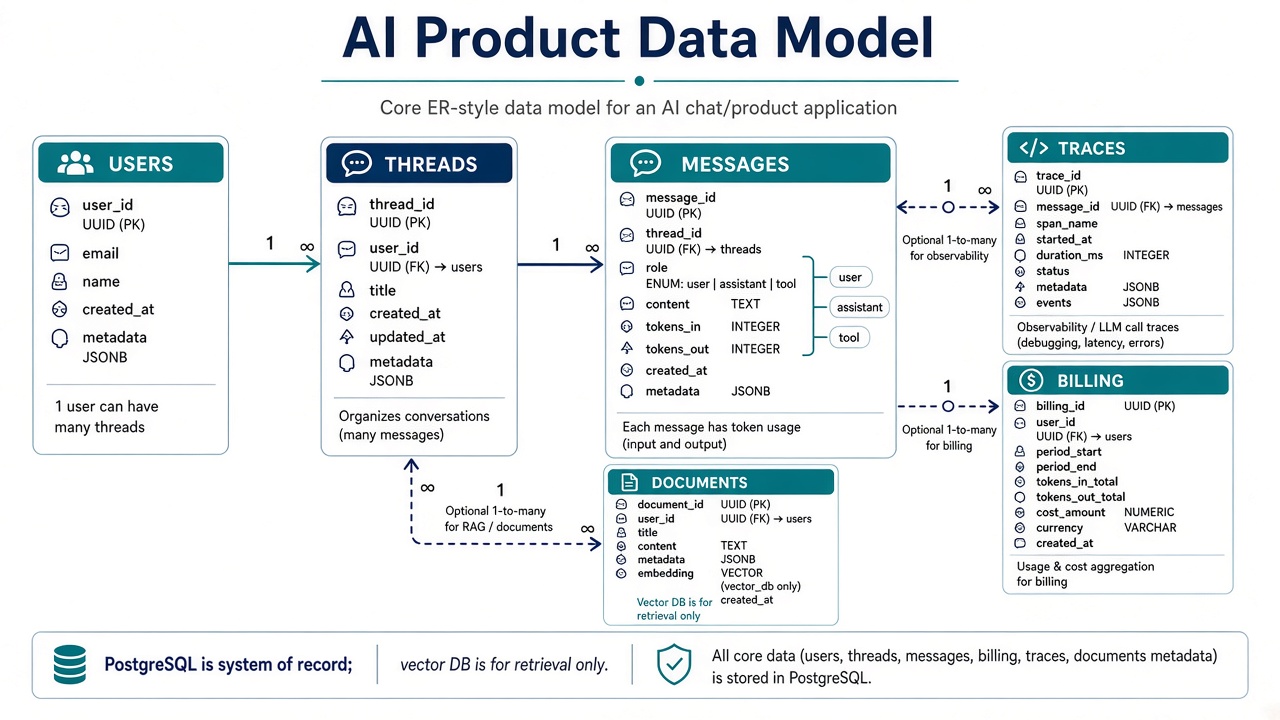 AI Product Data Model
Core ER-style data model for an AI chat/product application
USERS
user_id
UUID (PK)
email
name
created_at
metadata
JSONB
1 user can have
many threads
1 ∞
THREADS
thread_id
UUID (PK)
user_id
UUID (FK) → users
title
created_at
updated_at
metadata
JSONB
Organizes conversations
(many messages)
1 ∞
MESSAGES
message_id
UUID (PK)
thread_id
UUID (FK) → threads
role
ENUM: user | assistant | tool
content TEXT
tokens_in INTEGER
tokens_out INTEGER
created_at
metadata JSONB
user
assistant
tool
Each message has token usage
(input and output)
1 ∞
Optional 1-to-many
for observability
TRACES
trace_id
UUID (PK)
message_id UUID (FK) → messages
span_name
started_at
duration_ms INTEGER
status
metadata JSONB
events JSONB
Observability / LLM call traces
(debugging, latency, errors)
1
Optional 1-to-many
for billing
BILLING
billing_id UUID (PK)
user_id
UUID (FK) → users
period_start
period_end
tokens_in_total
tokens_out_total
cost_amount NUMERIC
currency VARCHAR
created_at
Usage & cost aggregation
for billing
∞ 1
Optional 1-to-many
for RAG / documents ∞
DOCUMENTS
document_id UUID (PK)
user_id UUID (FK) → users
title
content TEXT
metadata JSONB
embedding VECTOR
(vector_db only)
Vector DB is for created_at
retrieval only
PostgreSQL is system of record;
vector DB is for retrieval only.
All core data (users, threads, messages, billing, traces, documents metadata)
is stored in PostgreSQL.